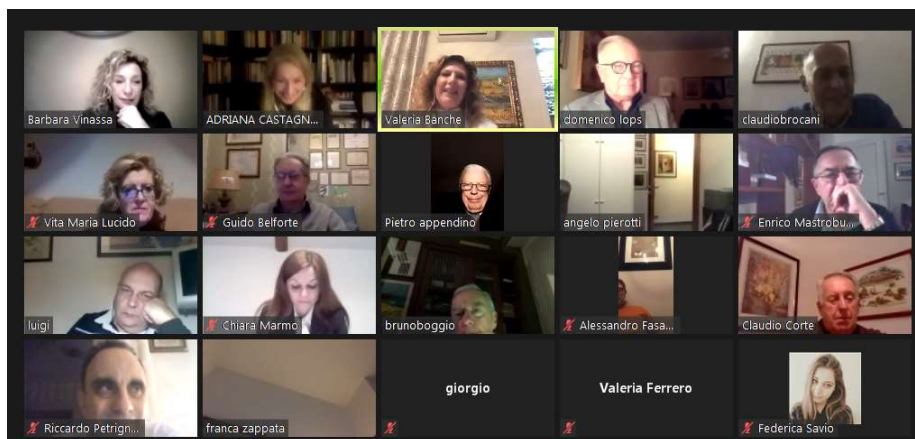 Barbara Vinassa
ADRIANA CASTAGN...
Valeria Banche
domenico lops
claudiobrocani
Vita Maria Lucido
Guido Belforte
Pietro appendino
angelo pierotti
Enrico Mastrobu...
luigi
Chiara Marmo
brunoboggio
Alessandro Fasa...
Claudio Corte
Riccardo Petrign...
franca zappata
giorgio
Valeria Ferrero
Federica Savio